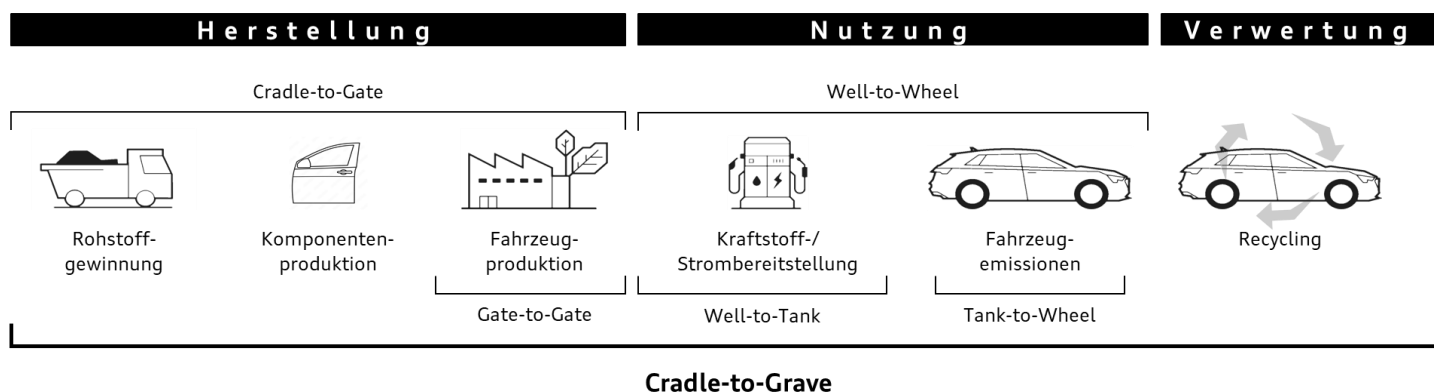 Herstellung
Nutzung
Verwertung
Cradle-to-Gate
Well-to-Wheel
Rohstoff-
gewinnung
Komponenten-
produktion
Fahrzeug-
produktion
Kraftstoff-/
Strombereitstellung
Fahrzeug-
emissionen
Recycling
Gate-to-Gate
Well-to-Tank
Tank-to-Wheel
Cradle-to-Grave